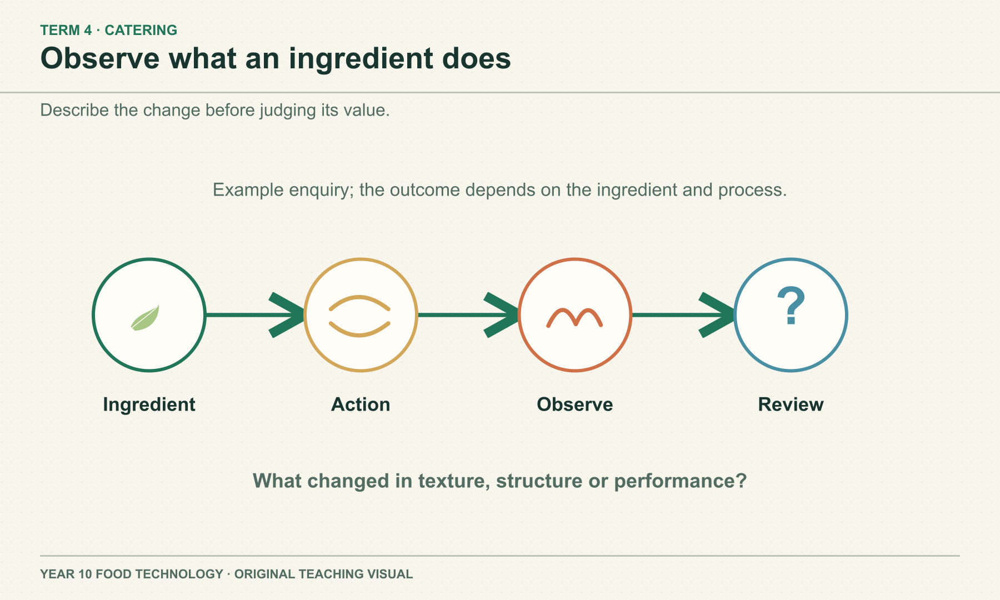 TERM 4 · CATERING
Observe what an ingredient does
Describe the change before judging its value.
Example enquiry; the outcome depends on the ingredient and process.
?
Ingredient
Action
Observe
Review
What changed in texture, structure or performance?
YEAR 10 FOOD TECHNOLOGY · ORIGINAL TEACHING VISUAL